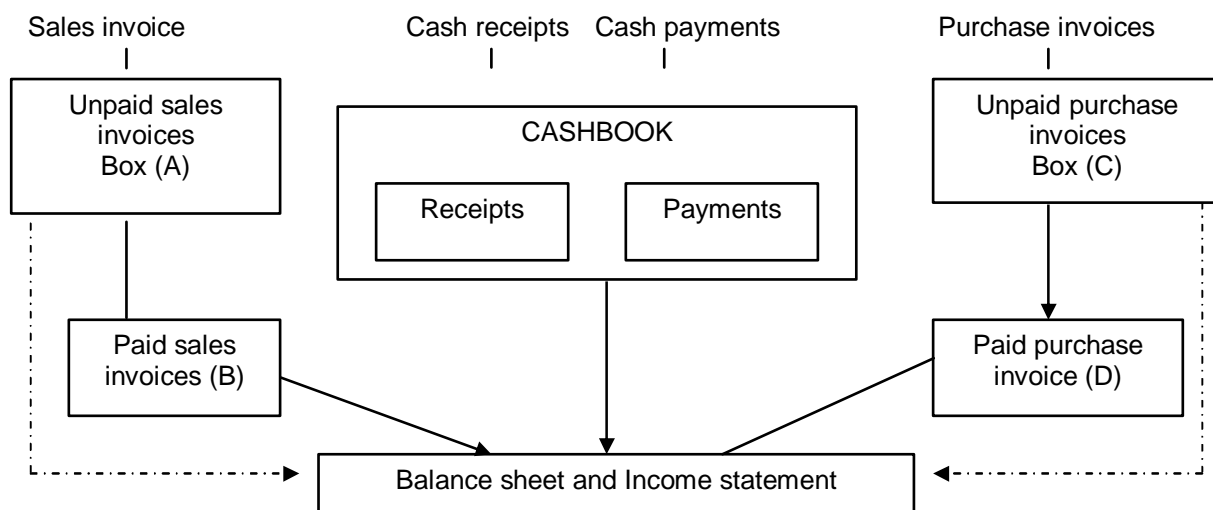 Sales invoice
Cash receipts
Cash payments
Purchase invoices
Unpaid sales
invoices
Box (A)
CASHBOOK
Receipts
Payments
Unpaid purchase
invoices
Box (C)
Paid sales
invoices (B)
Paid purchase
invoice (D)
Balance sheet and Income statement